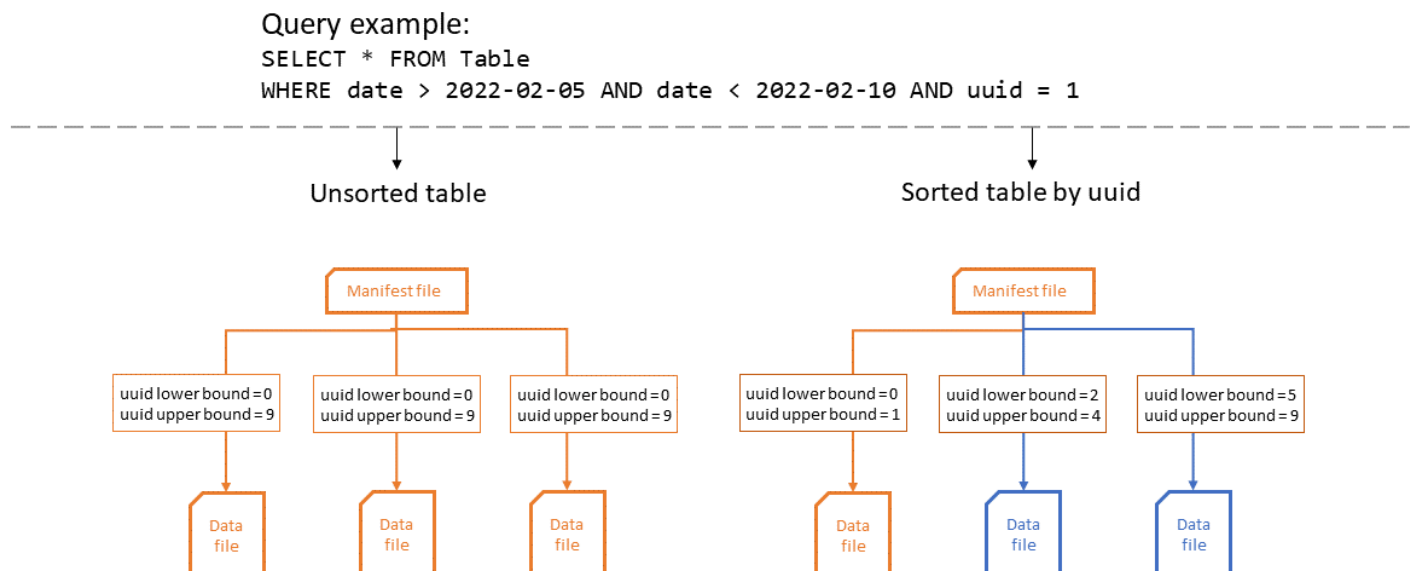 Query example:
SELECT * FROM Table
WHERE date > 2022-02-05 AND date < 2022-02-10 AND uuid = 1
Unsorted table
Sorted table by uuid
Manifest file
Manifest file
uuid lower bound = 0
uuid upper bound = 9
uuid lower bound = 0
uuid upper bound = 9
uuid lower bound = 0
uuid upper bound = 9
uuid lower bound = 0
uuid upper bound = 1
uuid lower bound = 2
uuid upper bound = 4
uuid lower bound = 5
uuid upper bound = 9
Data
file
Data
file
Data
file
Data
file
Data
file
Data
file